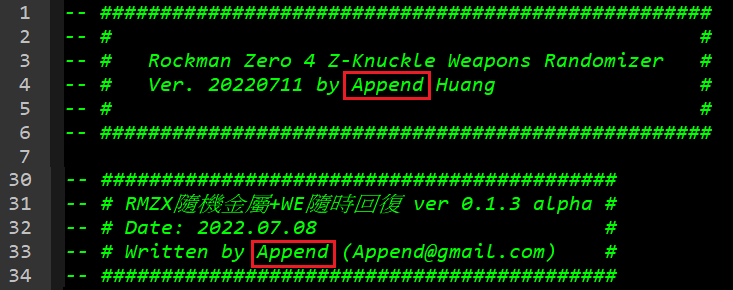 1 -- ###################################################
2 -- # #
3 -- # Rockman Zero 4 Z-Knuckle Weapons Randomizer #
4 -- # Ver. 20220711 by Append Huang #
5 -- # #
6 -- ###################################################
7
30 -- ###########################################
31 -- # RMZX隨機金屬+WE隨時回復 ver 0.1.3 alpha #
32 -- # Date: 2022.07.08 #
33 -- # Written by Append (Append@gmail.com) #
34 -- ###########################################